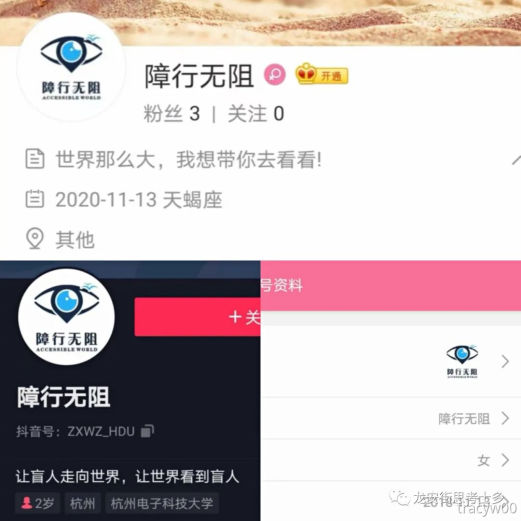 障行无阻
ACCESSIBLE WORLD
障行无阻 开通
粉丝 3 | 关注 0
世界那么大，我想带你去看看!
2020-11-13 天蝎座
其他
障行无阻
ACCESSIBLE WORLD
+ 关
障行无阻
抖音号：ZXWZ_HDU
让盲人走向世界，让世界看到盲人
2岁 杭州 杭州电子科技大学
号资料
障行无阻
障行无阻
女
tracyw00